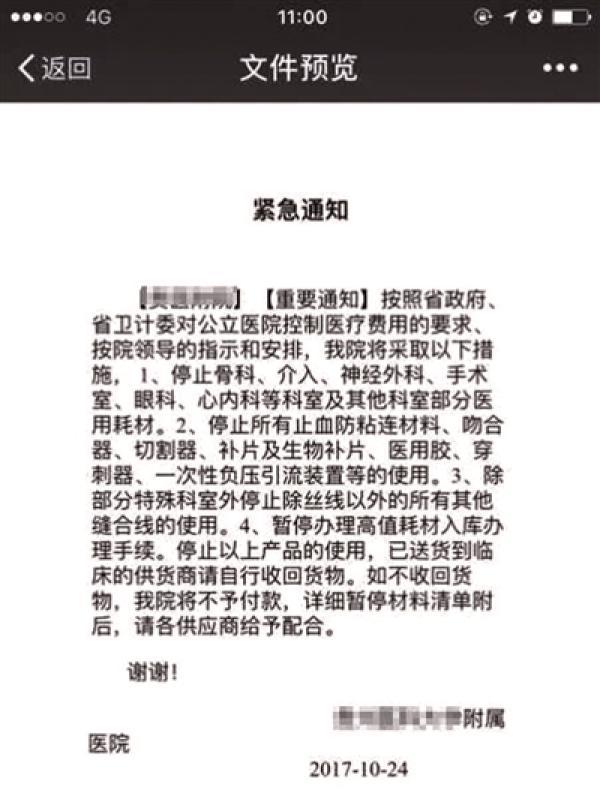 4G 11:00
返回 文件预览
紧急通知
【重要通知】按照省政府、
省卫计委对公立医院控制医疗费用的要求、
按院领导的指示和安排，我院将采取以下措
施，1、停止骨科、介入、神经外科、手术
室、眼科、心内科等科室及其他科室部分医
用耗材。2、停止所有止血防粘连材料、吻合
器、切割器、补片及生物补片、医用胶、穿
刺器、一次性负压引流装置等的使用。3、除
部分特殊科室外停止除丝线以外的所有其他
缝合线的使用。4、暂停办理高值耗材入库办
理手续。停止以上产品的使用，已送货到临
床的供货商请自行收回货物。如不收回货
物，我院将不予付款，详细暂停材料清单附
后，请各供应商给予配合。
谢谢！
附属
医院
2017-10-24